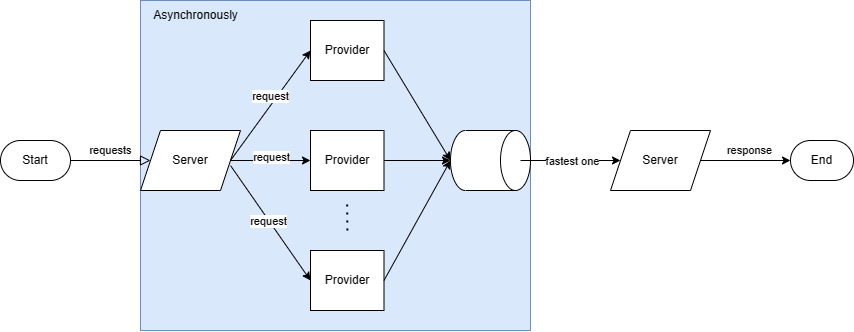 Asynchronously
Provider
request
Start
requests
Server
request
Provider
fastest one
Server
response
End
request
Provider